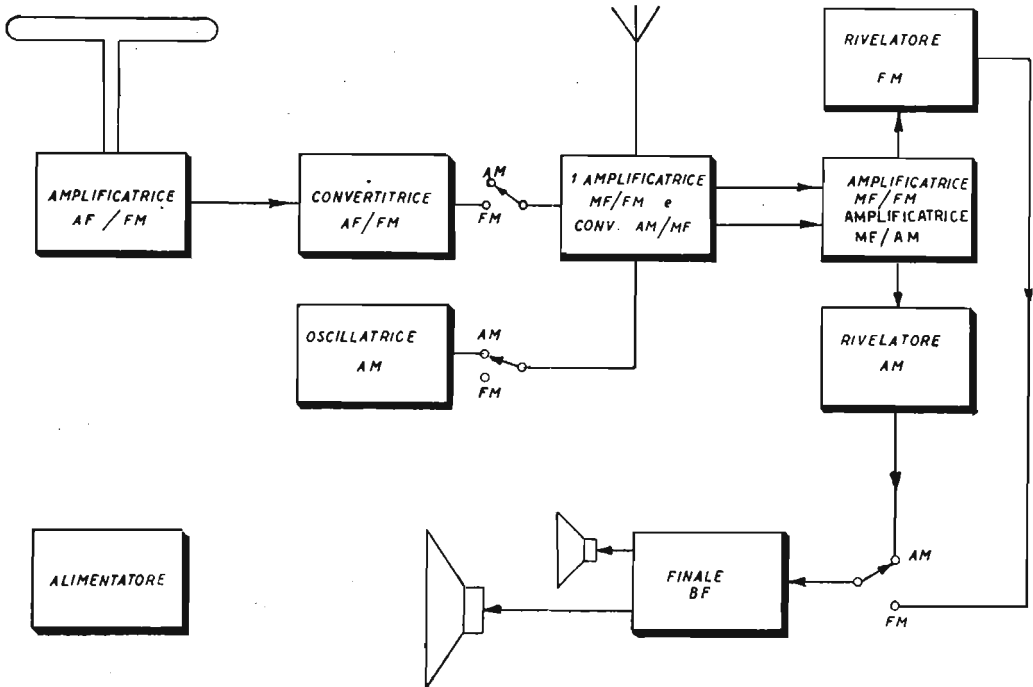 RIVELATORE
FM
AMPLIFICATRICE
AF / FM
CONVERTITRICE
AF/FM
AM
FM
1 AMPLIFICATRICE
MF/FM e
CONV. AM/MF
AMPLIFICATRICE
MF/FM
AMPLIFICATRICE
MF/AM
OSCILLATRICE
AM
AM
FM
RIVELATORE
AM
ALIMENTATORE
FINALE
BF
AM
FM